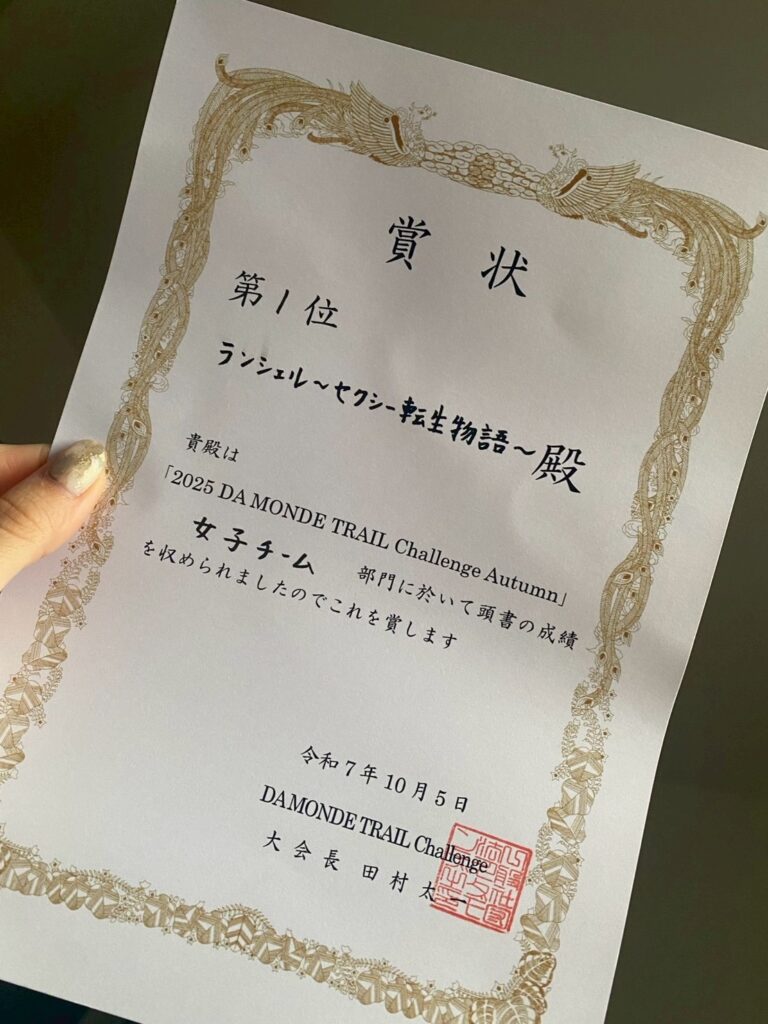 賞状
第1位
ランシェル～セクシー転生物語～殿
貴殿は
「2025 DA MONDE TRAIL Challenge Autumn」
女子チーム 部門に於いて頭書の成績
を収められましたのでこれを賞します
令和7年10月5日
DA MONDE TRAIL Challenge
大会長 田村太一